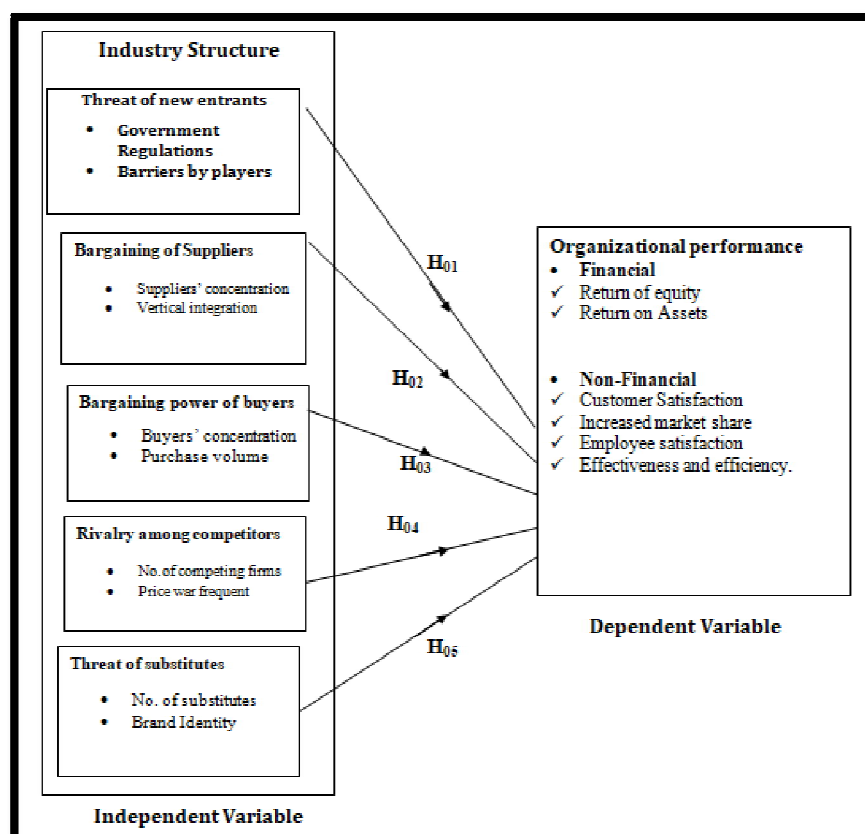 Industry Structure
Threat of new entrants
• Government
Regulations
• Barriers by players
Bargaining of Suppliers
• Suppliers' concentration
• Vertical integration
Bargaining power of buyers
• Buyers' concentration
• Purchase volume
Rivalry among competitors
• No. of competing firms
• Price war frequent
Threat of substitutes
• No. of substitutes
• Brand Identity
Independent Variable
H01
H02
H03
H04
H05
Organizational performance
• Financial
✓ Return of equity
✓ Return on Assets
• Non-Financial
✓ Customer Satisfaction
✓ Increased market share
✓ Employee satisfaction
✓ Effectiveness and efficiency.
Dependent Variable